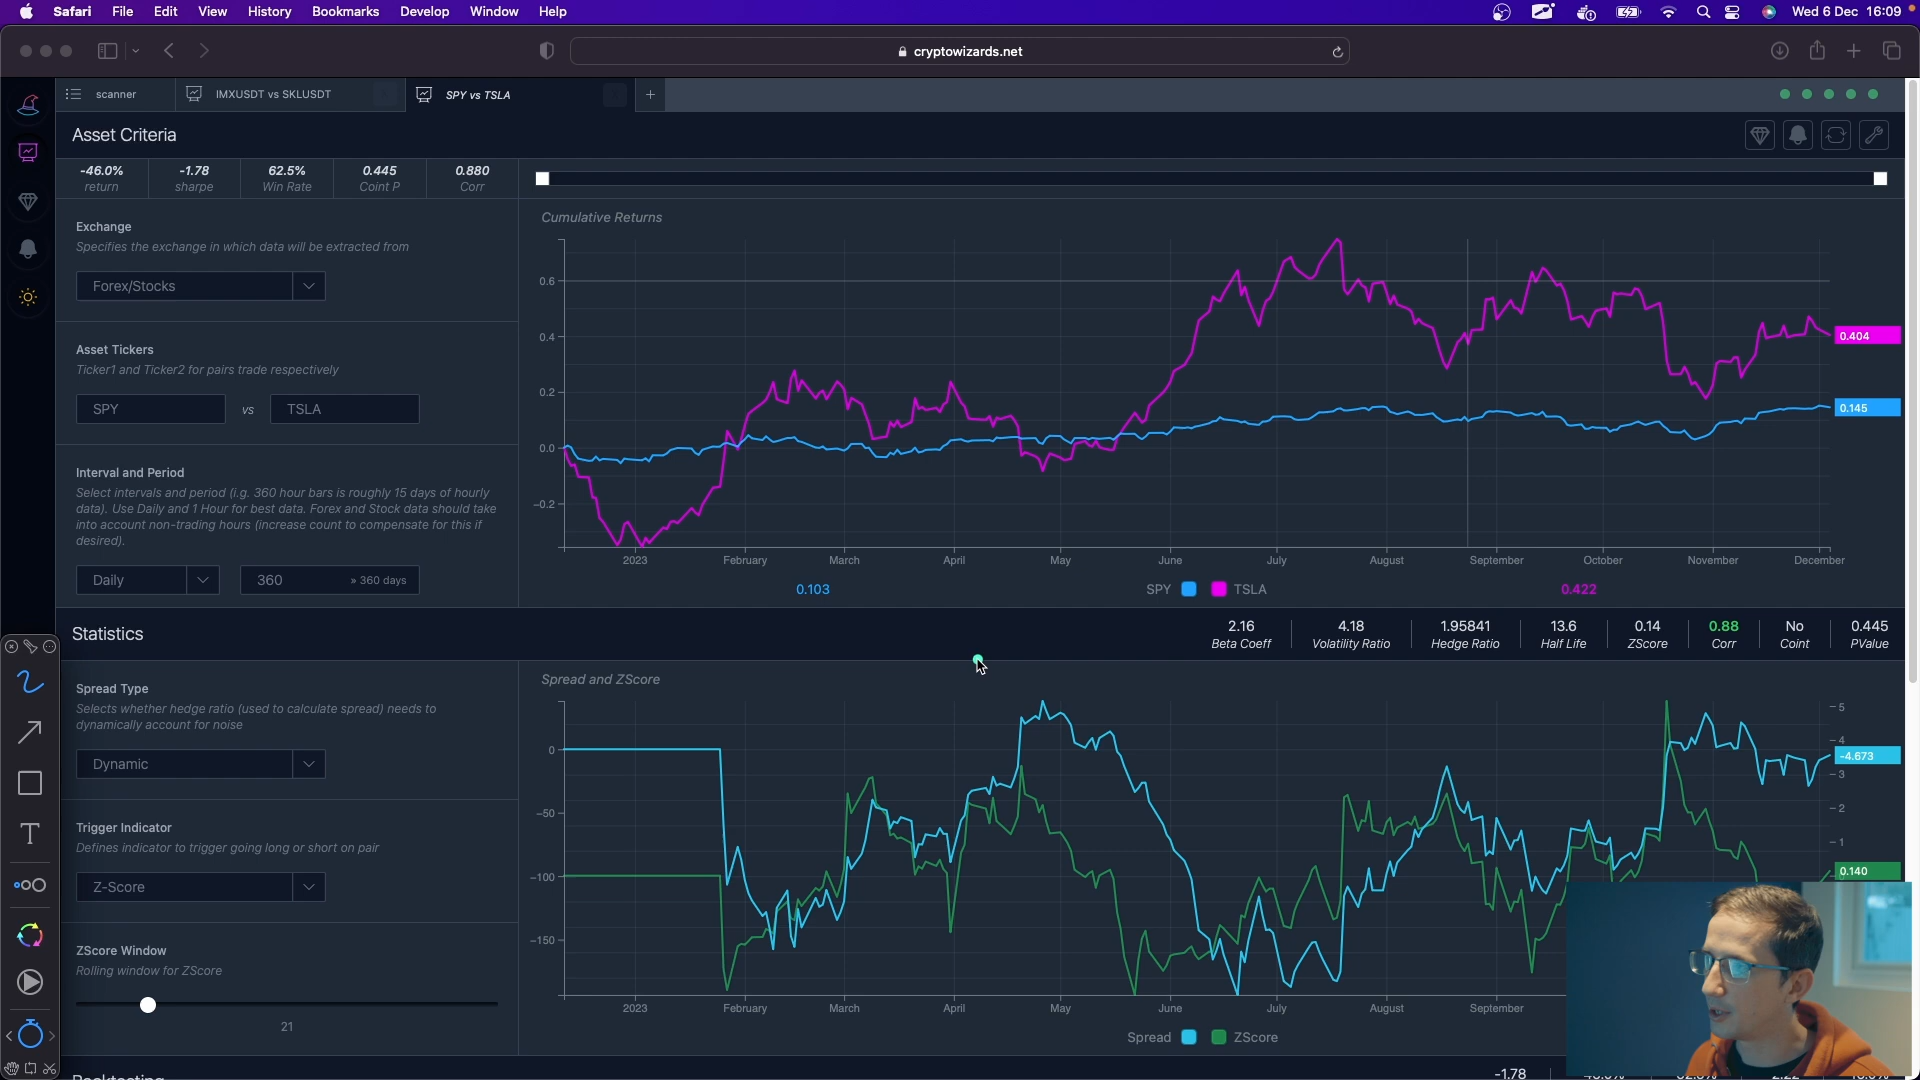 Safari File Edit View History Bookmarks Develop Window Help Wed 6 Dec 16:09
cryptowizards.net
scanner IMXUSDT vs SKLUSDT SPY vs TSLA
Asset Criteria
-46.0% -1.78 62.5% 0.445 0.880
return sharpe Win Rate Coint P Corr
Exchange
Specifies the exchange in which data will be extracted from
Forex/Stocks
Asset Tickers
Ticker1 and Ticker2 for pairs trade respectively
SPY vs TSLA
Interval and Period
Select intervals and period (i.g. 360 hour bars is roughly 15 days of hourly
data). Use Daily and 1 Hour for best data. Forex and Stock data should take
into account non-trading hours (increase count to compensate for this if
desired).
Daily 360 » 360 days
Cumulative Returns
0.6
0.4
0.2
0.0
-0.2
0.404
0.145
2023 February March April May June July August September October November December
0.103 SPY TSLA 0.422
Statistics
2.16 4.18 1.95841 13.6 0.14 0.88 No 0.445
Beta Coeff Volatility Ratio Hedge Ratio Half Life ZScore Corr Coint PValue
Spread Type
Selects whether hedge ratio (used to calculate spread) needs to
dynamically account for noise
Dynamic
Trigger Indicator
Defines indicator to trigger going long or short on pair
Z-Score
ZScore Window
Rolling window for ZScore
21
Spread and ZScore
0
-50
-100
-150
5
4
-4.673
3
2
1
0.140
2023 February March April May June July August September
Spread ZScore
-1.78